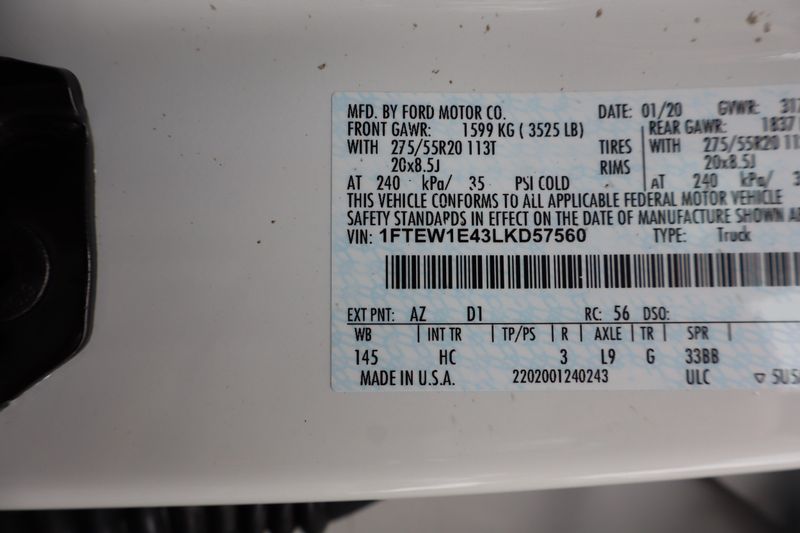 MFD. BY FORD MOTOR CO. DATE: 01/20 GVWR:
FRONT GAWR: 1599 KG ( 3525 LB) REAR GAWR: 1837
WITH 275/55R20 113T TIRES WITH 275/55R20
20x8.5J RIMS 20x8.5J
AT 240 kPa/ 35 PSI COLD AT 240 kPa/
THIS VEHICLE CONFORMS TO ALL APPLICABLE FEDERAL MOTOR VEHICLE
SAFETY STANDARDS IN EFFECT ON THE DATE OF MANUFACTURE SHOWN
VIN: 1FTEW1E43LKD57560 TYPE: Truck
EXT PNT: AZ D1 RC: 56 DSO:
WB | INT TR | TP/PS | R | AXLE | TR | SPR
145 HC 3 L9 G 33BB
MADE IN U.S.A. 2202001240243 ULC